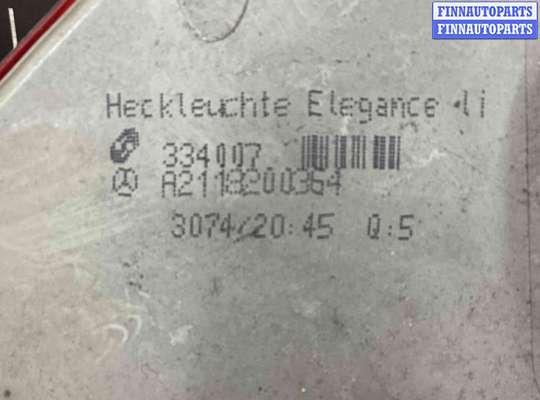 FINNAUTOPARTS
FINNAUTOPARTS
Heckleuchte Elegance li
334007
A2118200364
3074/20:45 Q:5